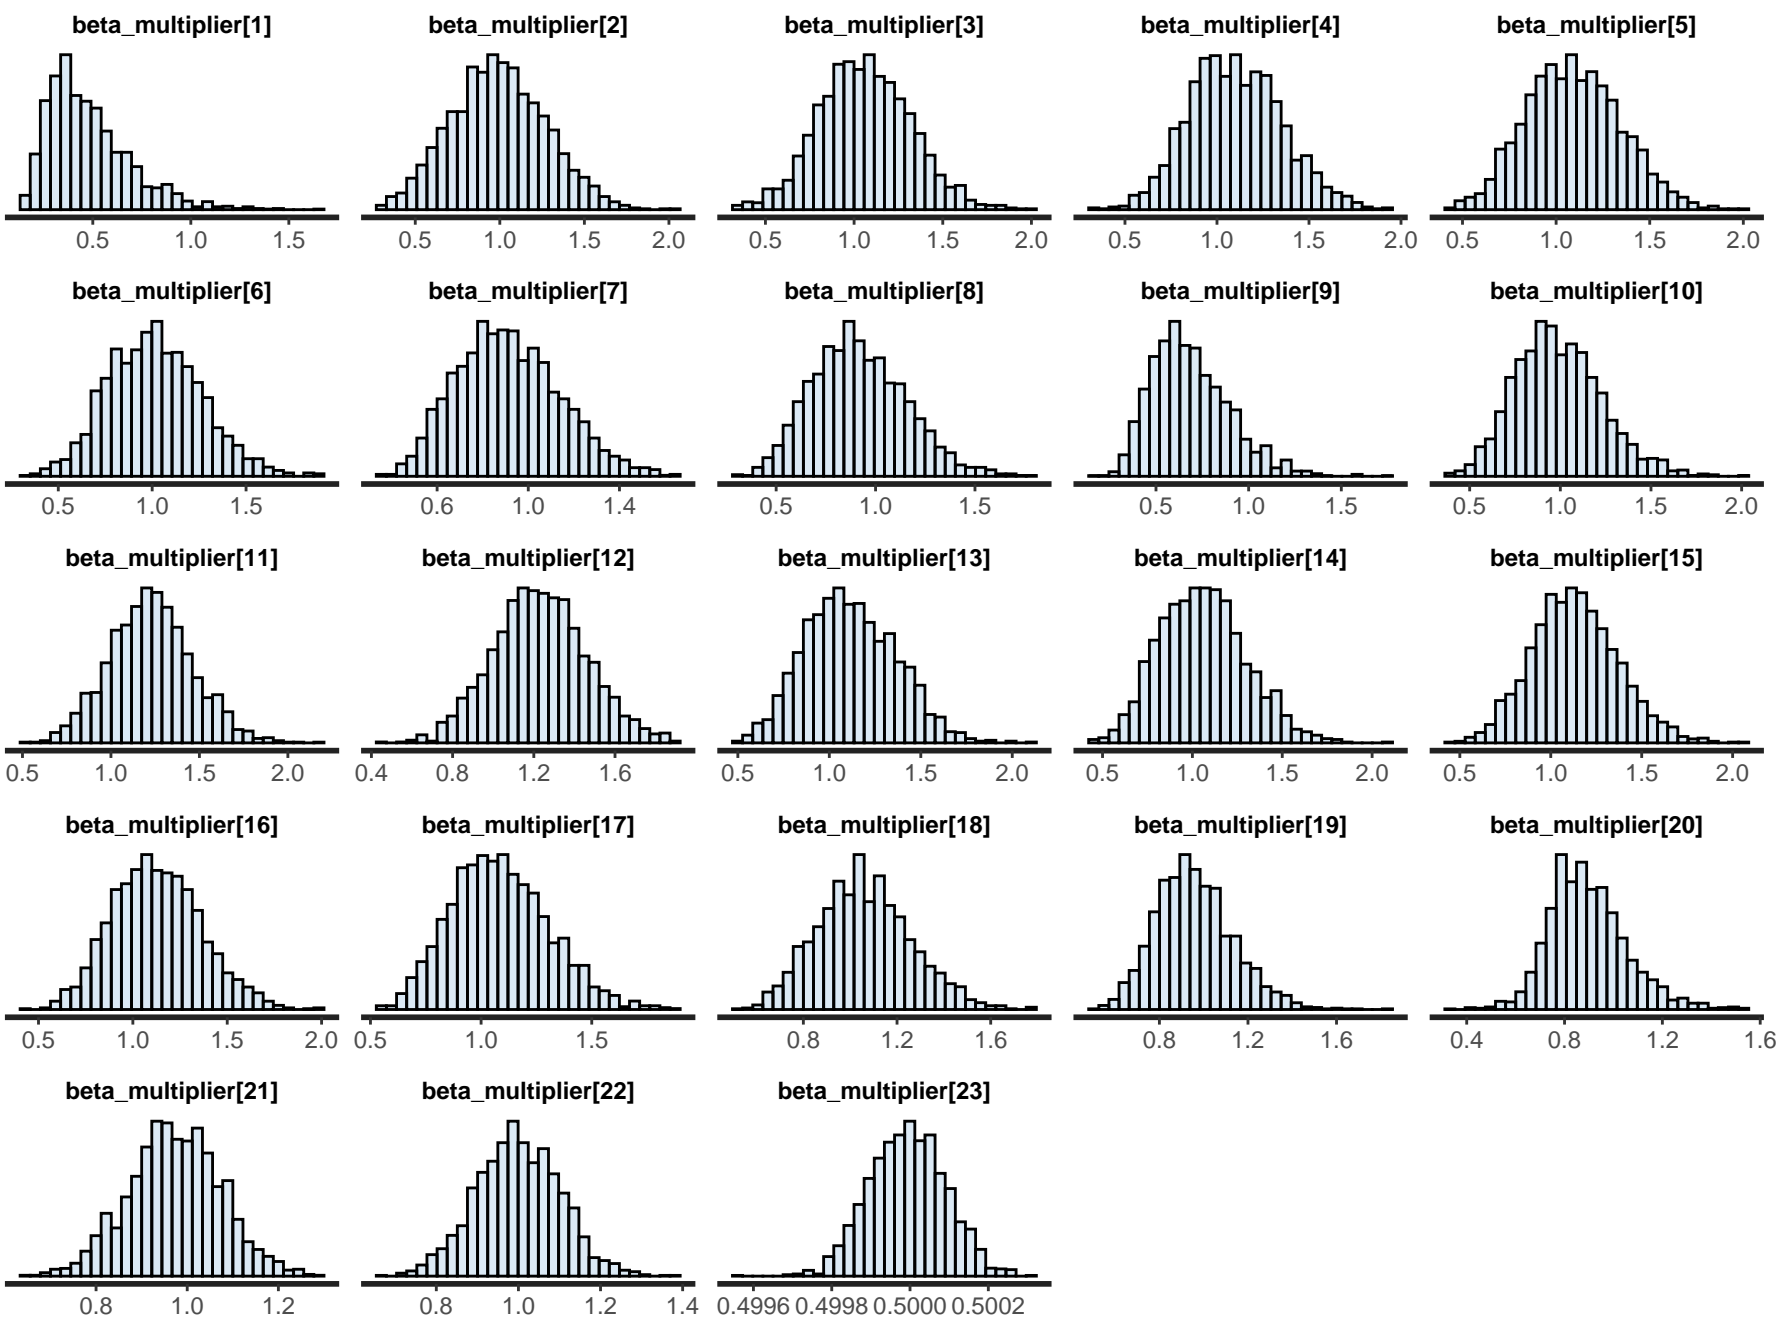 beta_multiplier[1] beta_multiplier[2] beta_multiplier[3] beta_multiplier[4] beta_multiplier[5]
0.5 1.0 1.5 0.5 1.0 1.5 2.0 0.5 1.0 1.5 2.0 0.5 1.0 1.5 2.0 0.5 1.0 1.5 2.0
beta_multiplier[6] beta_multiplier[7] beta_multiplier[8] beta_multiplier[9] beta_multiplier[10]
0.5 1.0 1.5 0.6 1.0 1.4 0.5 1.0 1.5 0.5 1.0 1.5 0.5 1.0 1.5 2.0
beta_multiplier[11] beta_multiplier[12] beta_multiplier[13] beta_multiplier[14] beta_multiplier[15]
0.5 1.0 1.5 2.0 0.4 0.8 1.2 1.6 0.5 1.0 1.5 2.0 0.5 1.0 1.5 2.0 0.5 1.0 1.5 2.0
beta_multiplier[16] beta_multiplier[17] beta_multiplier[18] beta_multiplier[19] beta_multiplier[20]
0.5 1.0 1.5 2.0 0.5 1.0 1.5 0.8 1.2 1.6 0.8 1.2 1.6 0.4 0.8 1.2 1.6
beta_multiplier[21] beta_multiplier[22] beta_multiplier[23]
0.8 1.0 1.2 0.8 1.0 1.2 1.4 0.4996 0.4998 0.5000 0.5002